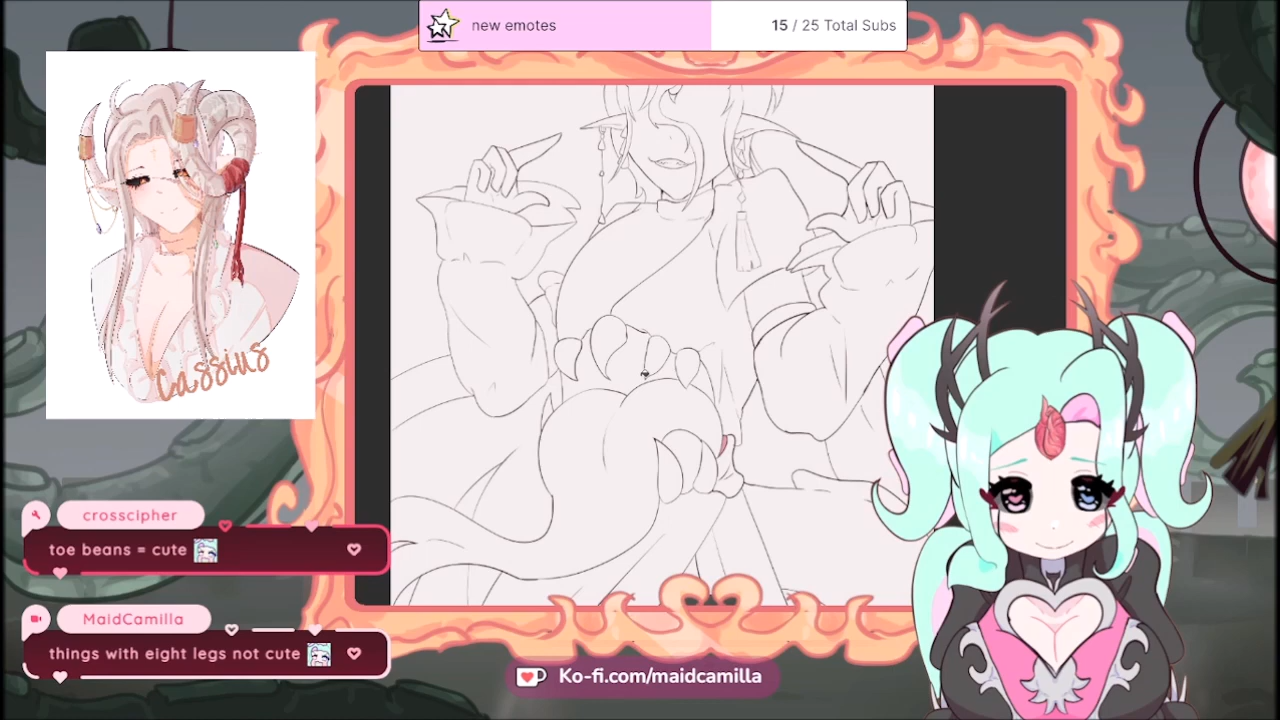 new emotes
15 / 25 Total Subs
Cassius
crosscipher
toe beans = cute
MaidCamilla
things with eight legs not cute
Ko-fi.com/maidcamilla